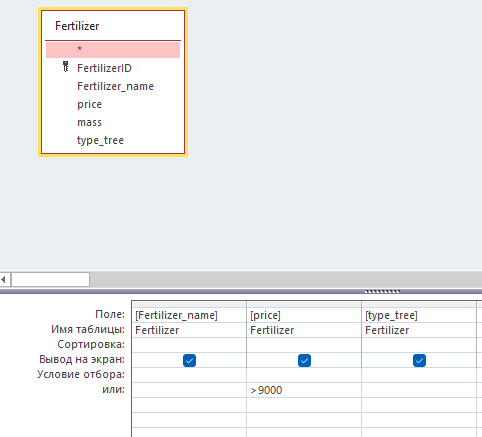 Fertilizer
*
FertilizerID
Fertilizer_name
price
mass
type_tree
Поле: [Fertilizer_name] [price] [type_tree]
Имя таблицы: Fertilizer Fertilizer Fertilizer
Сортировка:
Вывод на экран:
Условие отбора:
или: >9000